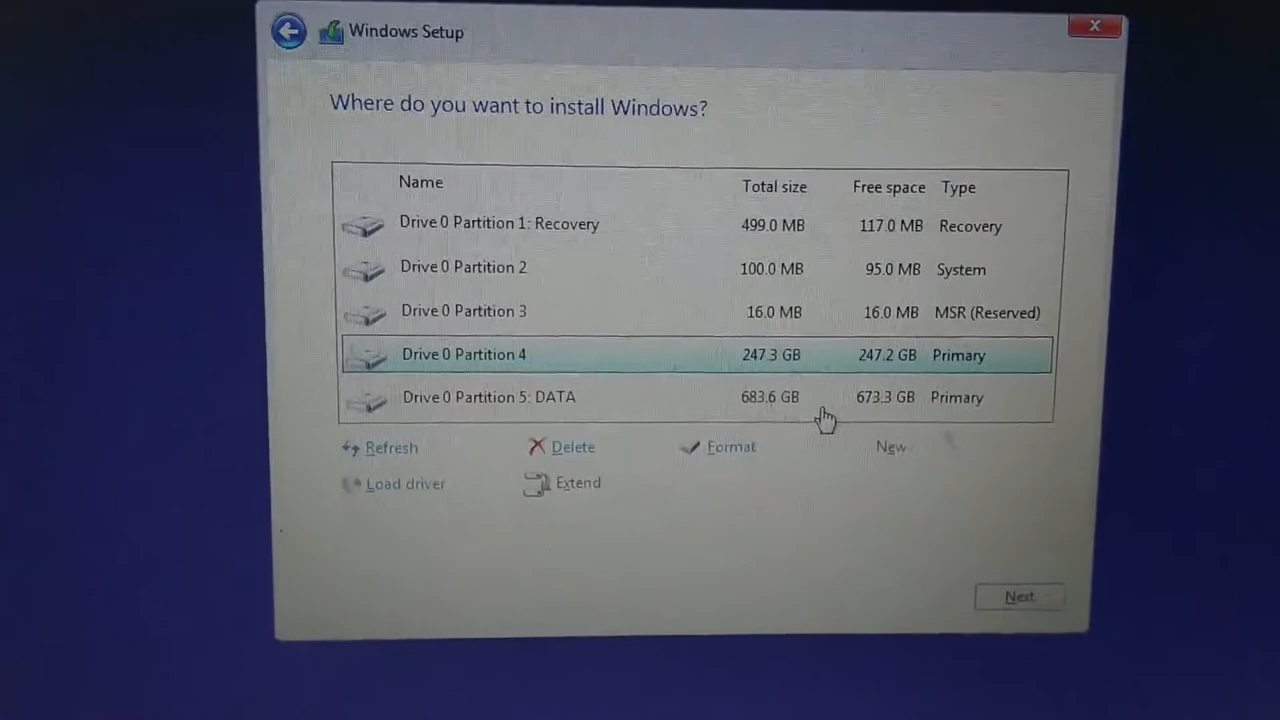 Windows Setup
X
Where do you want to install Windows?
Name Total size Free space Type
Drive 0 Partition 1: Recovery 499.0 MB 117.0 MB Recovery
Drive 0 Partition 2 100.0 MB 95.0 MB System
Drive 0 Partition 3 16.0 MB 16.0 MB MSR (Reserved)
Drive 0 Partition 4 247.3 GB 247.2 GB Primary
Drive 0 Partition 5: DATA 683.6 GB 673.3 GB Primary
Refresh Delete Format New
Load driver Extend
Next